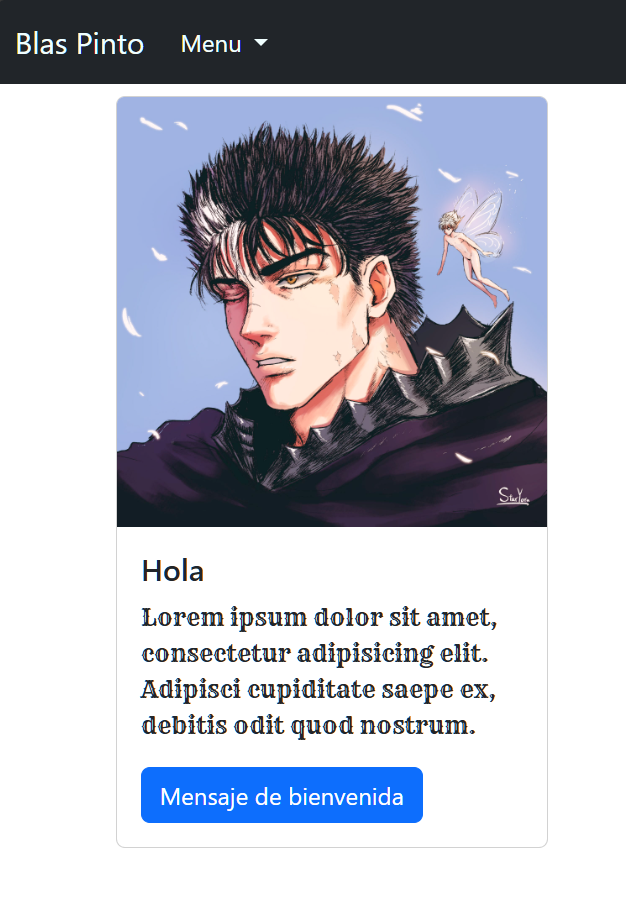 Blas Pinto
Menu
Hola
Lorem ipsum dolor sit amet,
consectetur adipisicing elit.
Adipisci cupiditate saepe ex,
debitis odit quod nostrum.
Mensaje de bienvenida